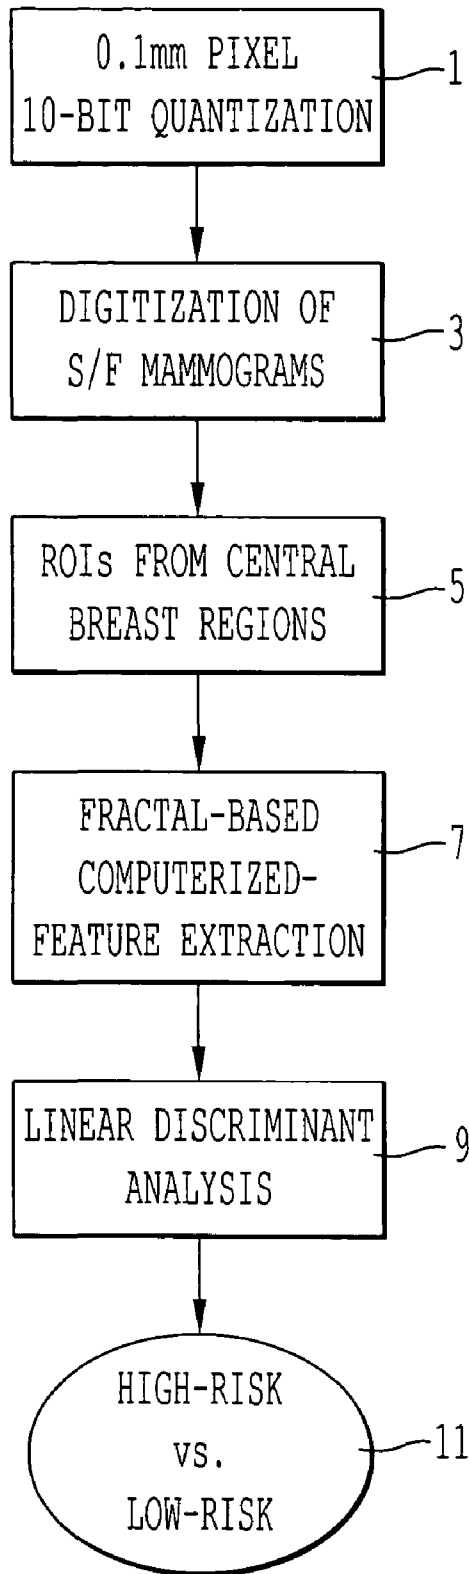 0.1mm PIXEL
10-BIT QUANTIZATION
1
DIGITIZATION OF
S/F MAMMOGRAMS
3
ROIs FROM CENTRAL
BREAST REGIONS
5
FRACTAL-BASED
COMPUTERIZED-
FEATURE EXTRACTION
7
LINEAR DISCRIMINANT
ANALYSIS
9
HIGH-RISK
vs.
LOW-RISK
11